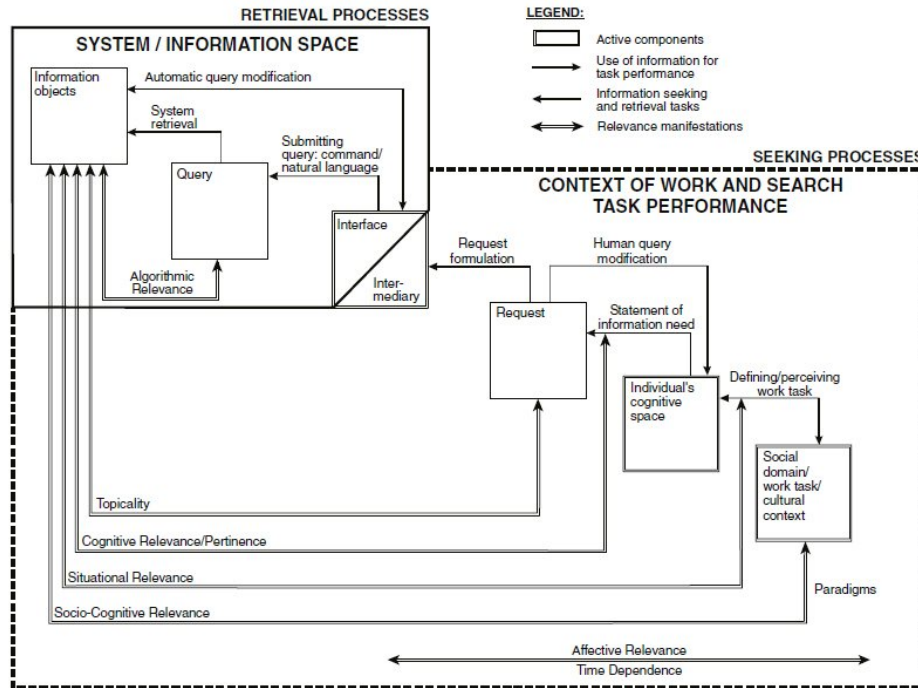 RETRIEVAL PROCESSES
SYSTEM / INFORMATION SPACE
Information
objects
Automatic query modification
System
retrieval
Submitting
query: command/
natural language
Query
Interface
Inter-
mediary
Algorithmic
Relevance
LEGEND:
Active components
Use of information for
task performance
Information seeking
and retrieval tasks
Relevance manifestations
SEEKING PROCESSES
CONTEXT OF WORK AND SEARCH
TASK PERFORMANCE
Request
formulation
Human query
modification
Request
Statement of
information need
Individual's
cognitive
space
Defining/perceiving
work task
Social
domain/
work task/
cultural
context
Topicality
Cognitive Relevance/Pertinence
Situational Relevance
Socio-Cognitive Relevance
Paradigms
Affective Relevance
Time Dependence